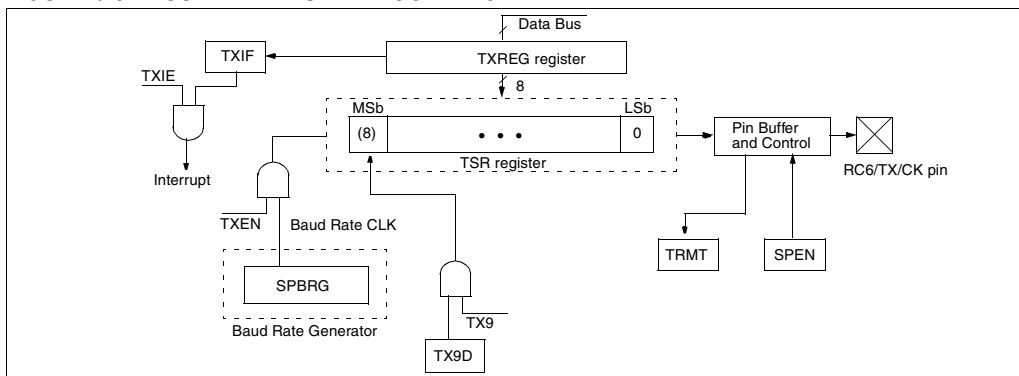 Data Bus
TXIF
TXREG register
TXIE
8
MSb
LSb
(8)
• • •
0
Pin Buffer
and Control
TSR register
Interrupt
RC6/TX/CK pin
TXEN
Baud Rate CLK
TRMT
SPEN
SPBRG
TX9
Baud Rate Generator
TX9D